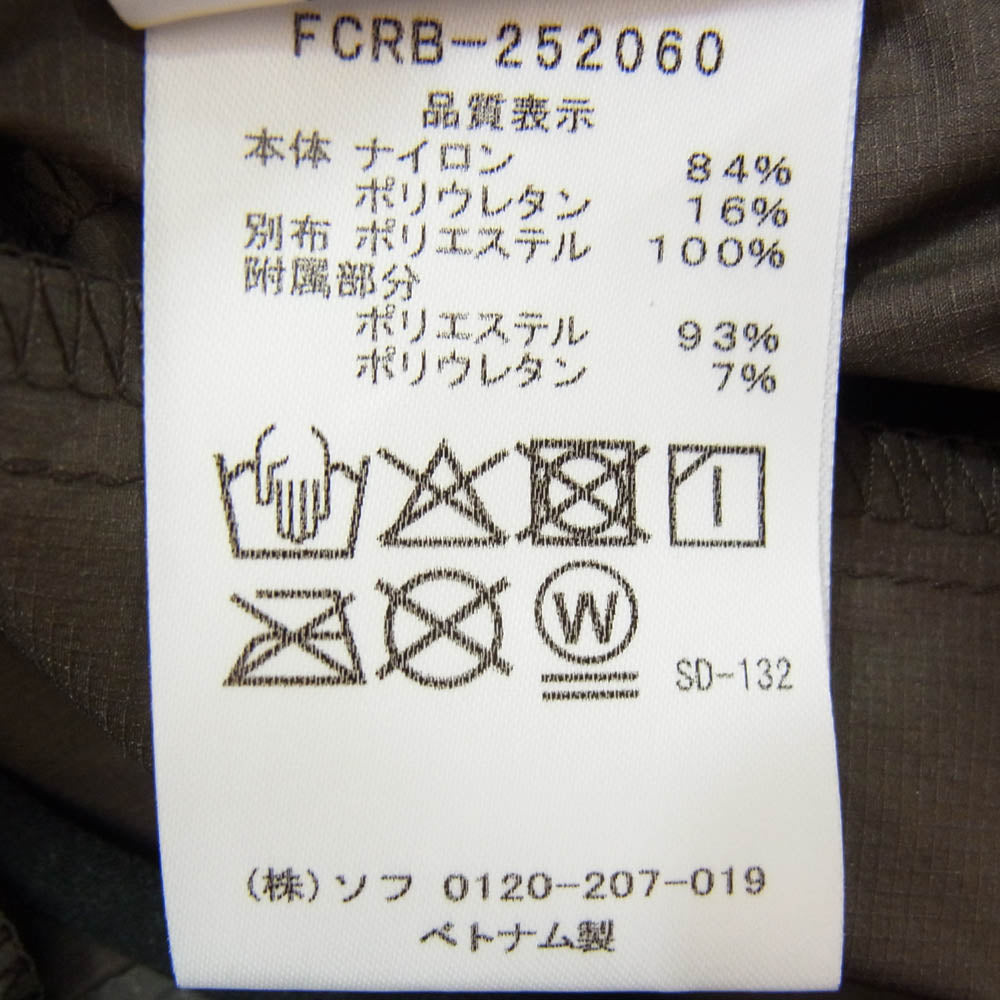 FCRB-252060
品質表示
本体 ナイロン 84%
ポリウレタン 16%
別布 ポリエステル 100%
附属部分
ポリエステル 93%
ポリウレタン 7%
W
SD-132
(株)ソフ 0120-207-019
ベトナム製